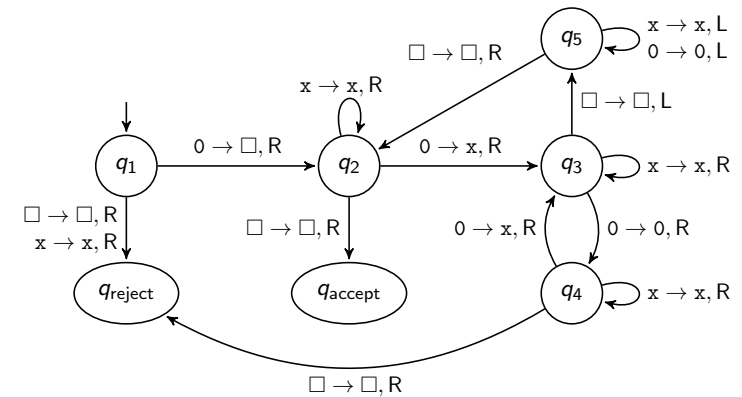 q5
x → x, L
0 → 0, L
□ → □, R
x → x, R
□ → □, L
q1
0 → □, R
q2
0 → x, R
q3
x → x, R
□ → □, R
x → x, R
□ → □, R
0 → x, R
0 → 0, R
qreject
qaccept
q4
x → x, R
□ → □, R